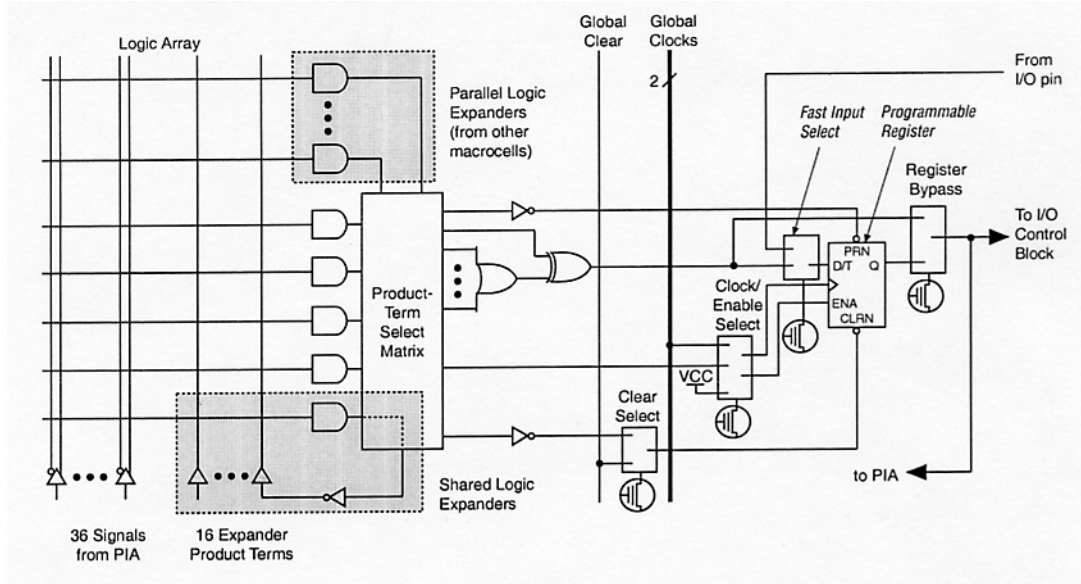 Logic Array
Global
Clear
Global
Clocks
2
From
I/O pin
Parallel Logic
Expanders
(from other
macrocells)
Fast Input
Select
Programmable
Register
Register
Bypass
To I/O
Control
Block
PRN
D/T
Q
ENA
CLRN
Clock/
Enable
Select
Product-
Term
Select
Matrix
VCC
Clear
Select
to PIA
Shared Logic
Expanders
36 Signals
from PIA
16 Expander
Product Terms